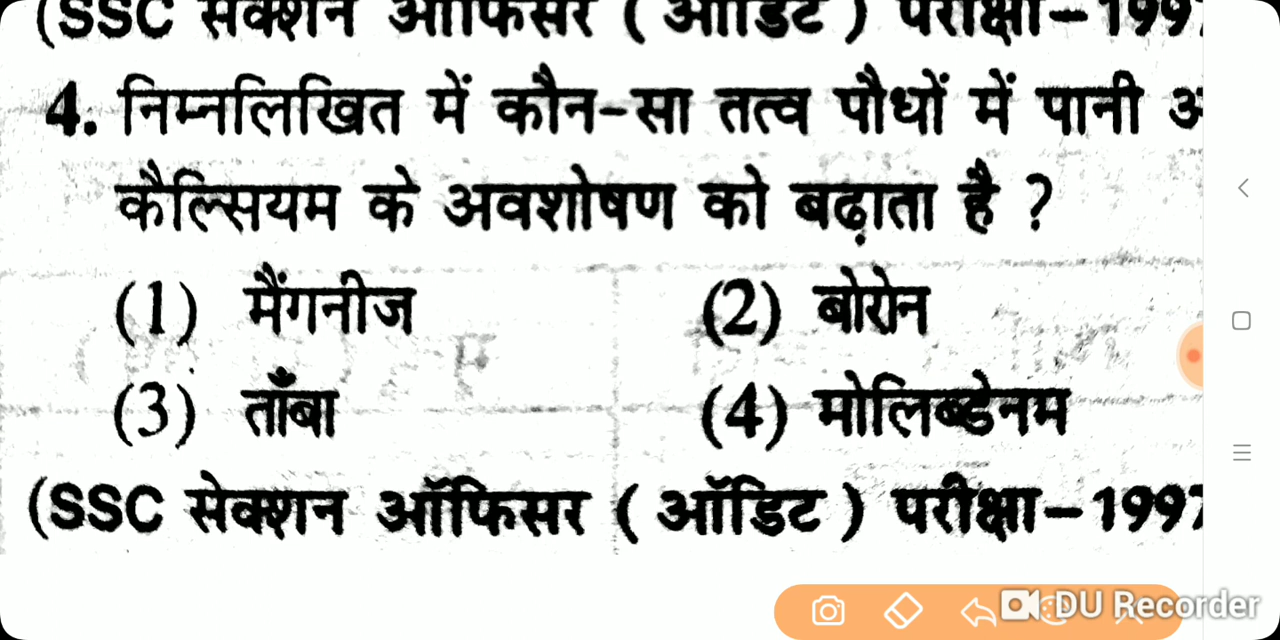 (SSC सेक्शन ऑफिसर ( ऑडिट ) परीक्षा–199
4. निम्नलिखित में कौन-सा तत्व पौधों में पानी
कैल्सियम के अवशोषण को बढ़ाता है ?
(1) मैंगनीज (2) बोरोन
(3) ताँबा (4) मोलिब्डेनम
(SSC सेक्शन ऑफिसर ( ऑडिट ) परीक्षा–1997
DU Recorder